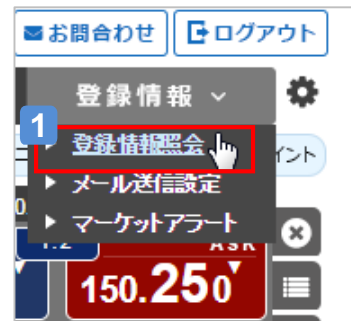 お問合わせ ログアウト
登録情報
1
登録情報照会
イント
メール送信設定
マーケットアラート
1.2 ASK
150.250